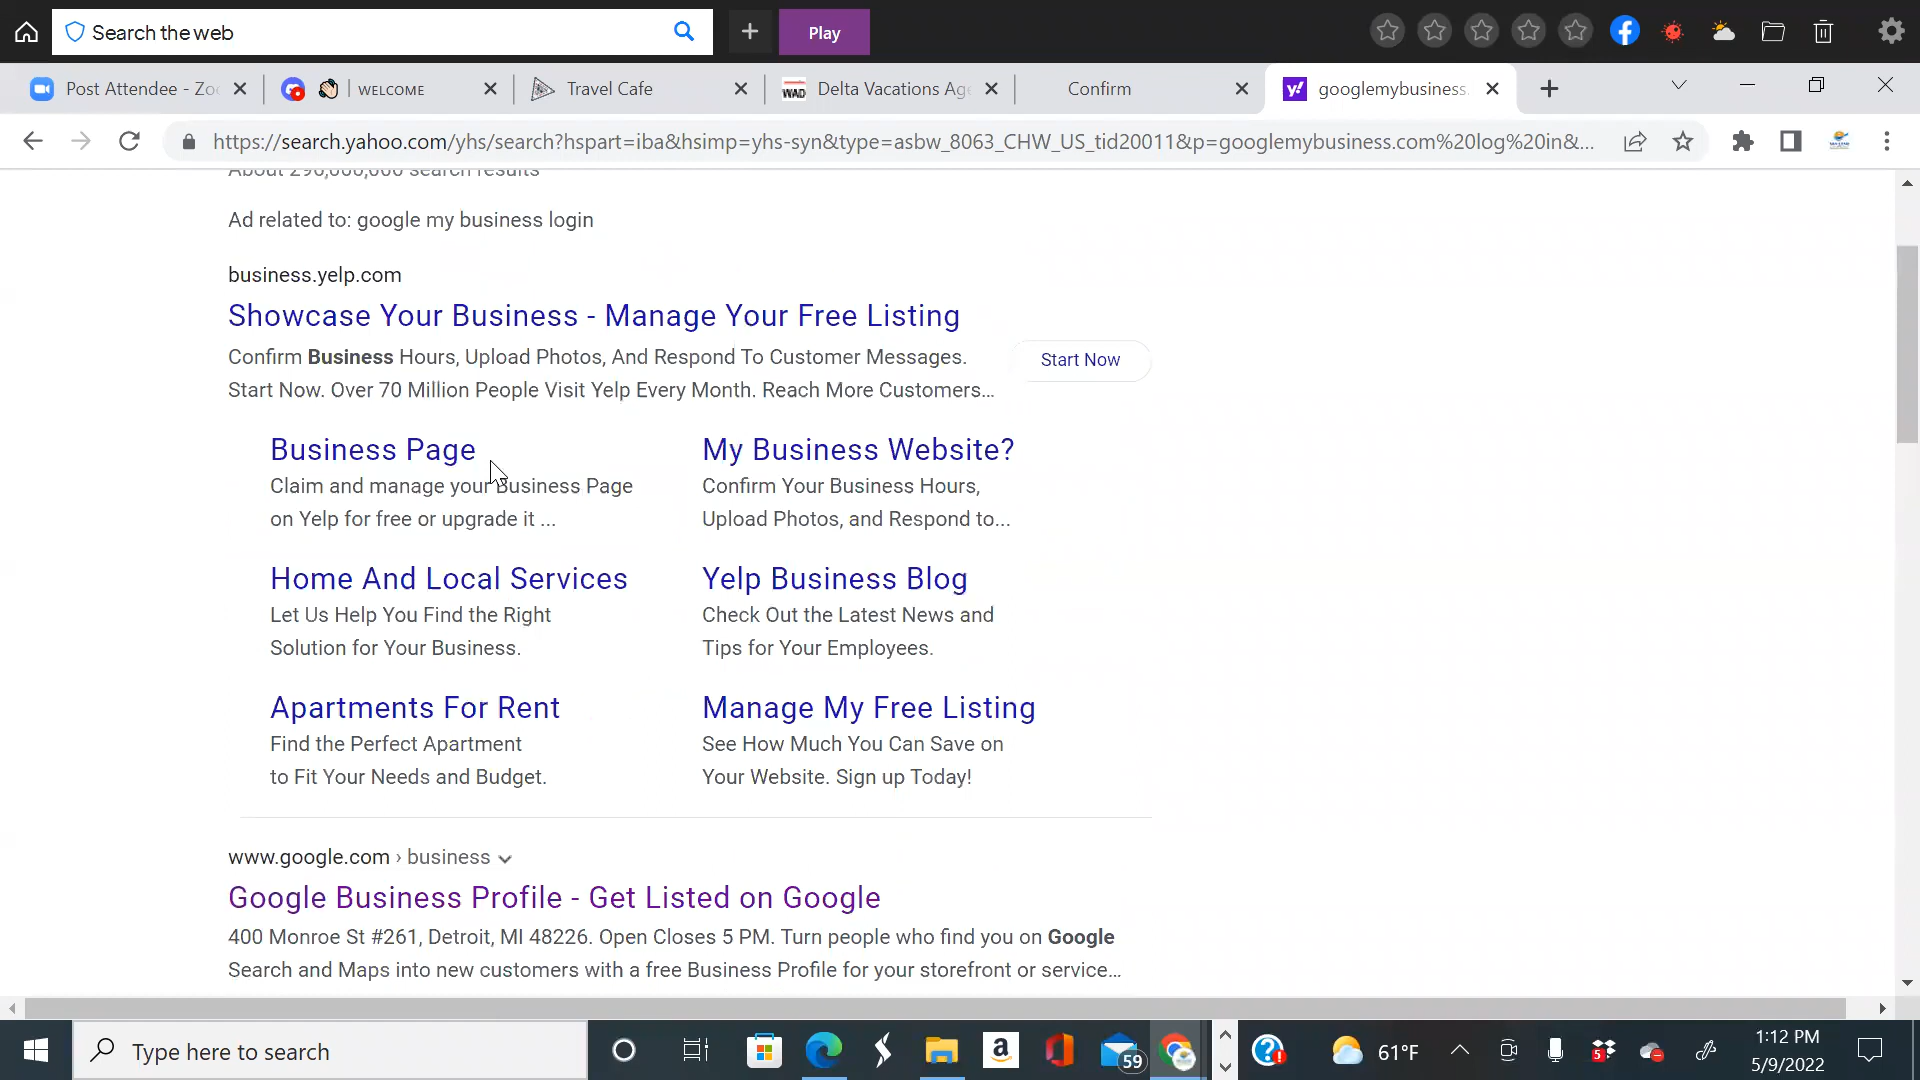 Search the web
Play
Post Attendee - Zoo
WELCOME
Travel Cafe
WAD
Delta Vacations Age
Confirm
y!
googlemybusiness.
https://search.yahoo.com/yhs/search?hspart=iba&hsimp=yhs-syn&type=asbw_8063_CHW_US_tid20011&p=googlemybusiness.com%20log%20in&...
About 290,000,000 search results
Ad related to: google my business login
business.yelp.com
Showcase Your Business - Manage Your Free Listing
Confirm Business Hours, Upload Photos, And Respond To Customer Messages.
Start Now. Over 70 Million People Visit Yelp Every Month. Reach More Customers...
Start Now
Business Page
Claim and manage your Business Page
on Yelp for free or upgrade it ...
My Business Website?
Confirm Your Business Hours,
Upload Photos, and Respond to...
Home And Local Services
Let Us Help You Find the Right
Solution for Your Business.
Yelp Business Blog
Check Out the Latest News and
Tips for Your Employees.
Apartments For Rent
Find the Perfect Apartment
to Fit Your Needs and Budget.
Manage My Free Listing
See How Much You Can Save on
Your Website. Sign up Today!
www.google.com › business
Google Business Profile - Get Listed on Google
400 Monroe St #261, Detroit, MI 48226. Open Closes 5 PM. Turn people who find you on Google
Search and Maps into new customers with a free Business Profile for your storefront or service...
Type here to search
a
59
61°F
5
1:12 PM
5/9/2022